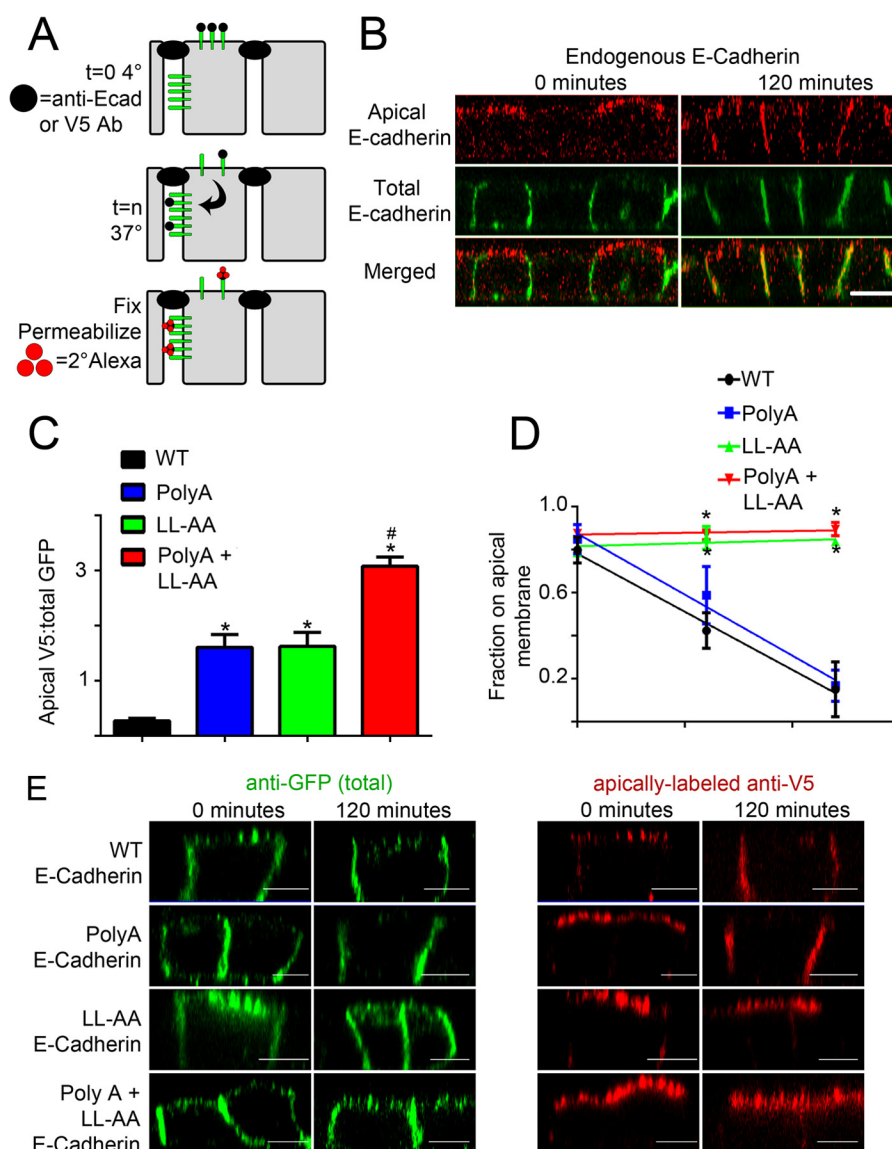 A
t=0 4°
=anti-Ecad
or V5 Ab
t=n
37°
Fix
Permeabilize
=2°Alexa
B
Endogenous E-Cadherin
0 minutes
120 minutes
Apical
E-cadherin
Total
E-cadherin
Merged
C
WT
PolyA
LL-AA
PolyA +
LL-AA
Apical V5:total GFP
3
1
*
*
#
*
D
WT
PolyA
LL-AA
PolyA +
LL-AA
Fraction on apical
membrane
1.0
0.6
0.2
*
*
*
*
E
anti-GFP (total)
apically-labeled anti-V5
0 minutes
120 minutes
0 minutes
120 minutes
WT
E-Cadherin
PolyA
E-Cadherin
LL-AA
E-Cadherin
Poly A +
LL-AA
E-Cadherin